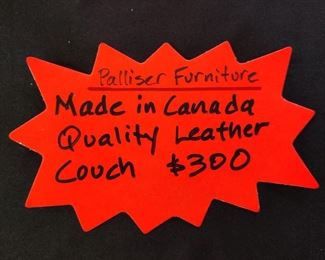 Palliser Furniture
Made in Canada
Quality Leather
Couch $300